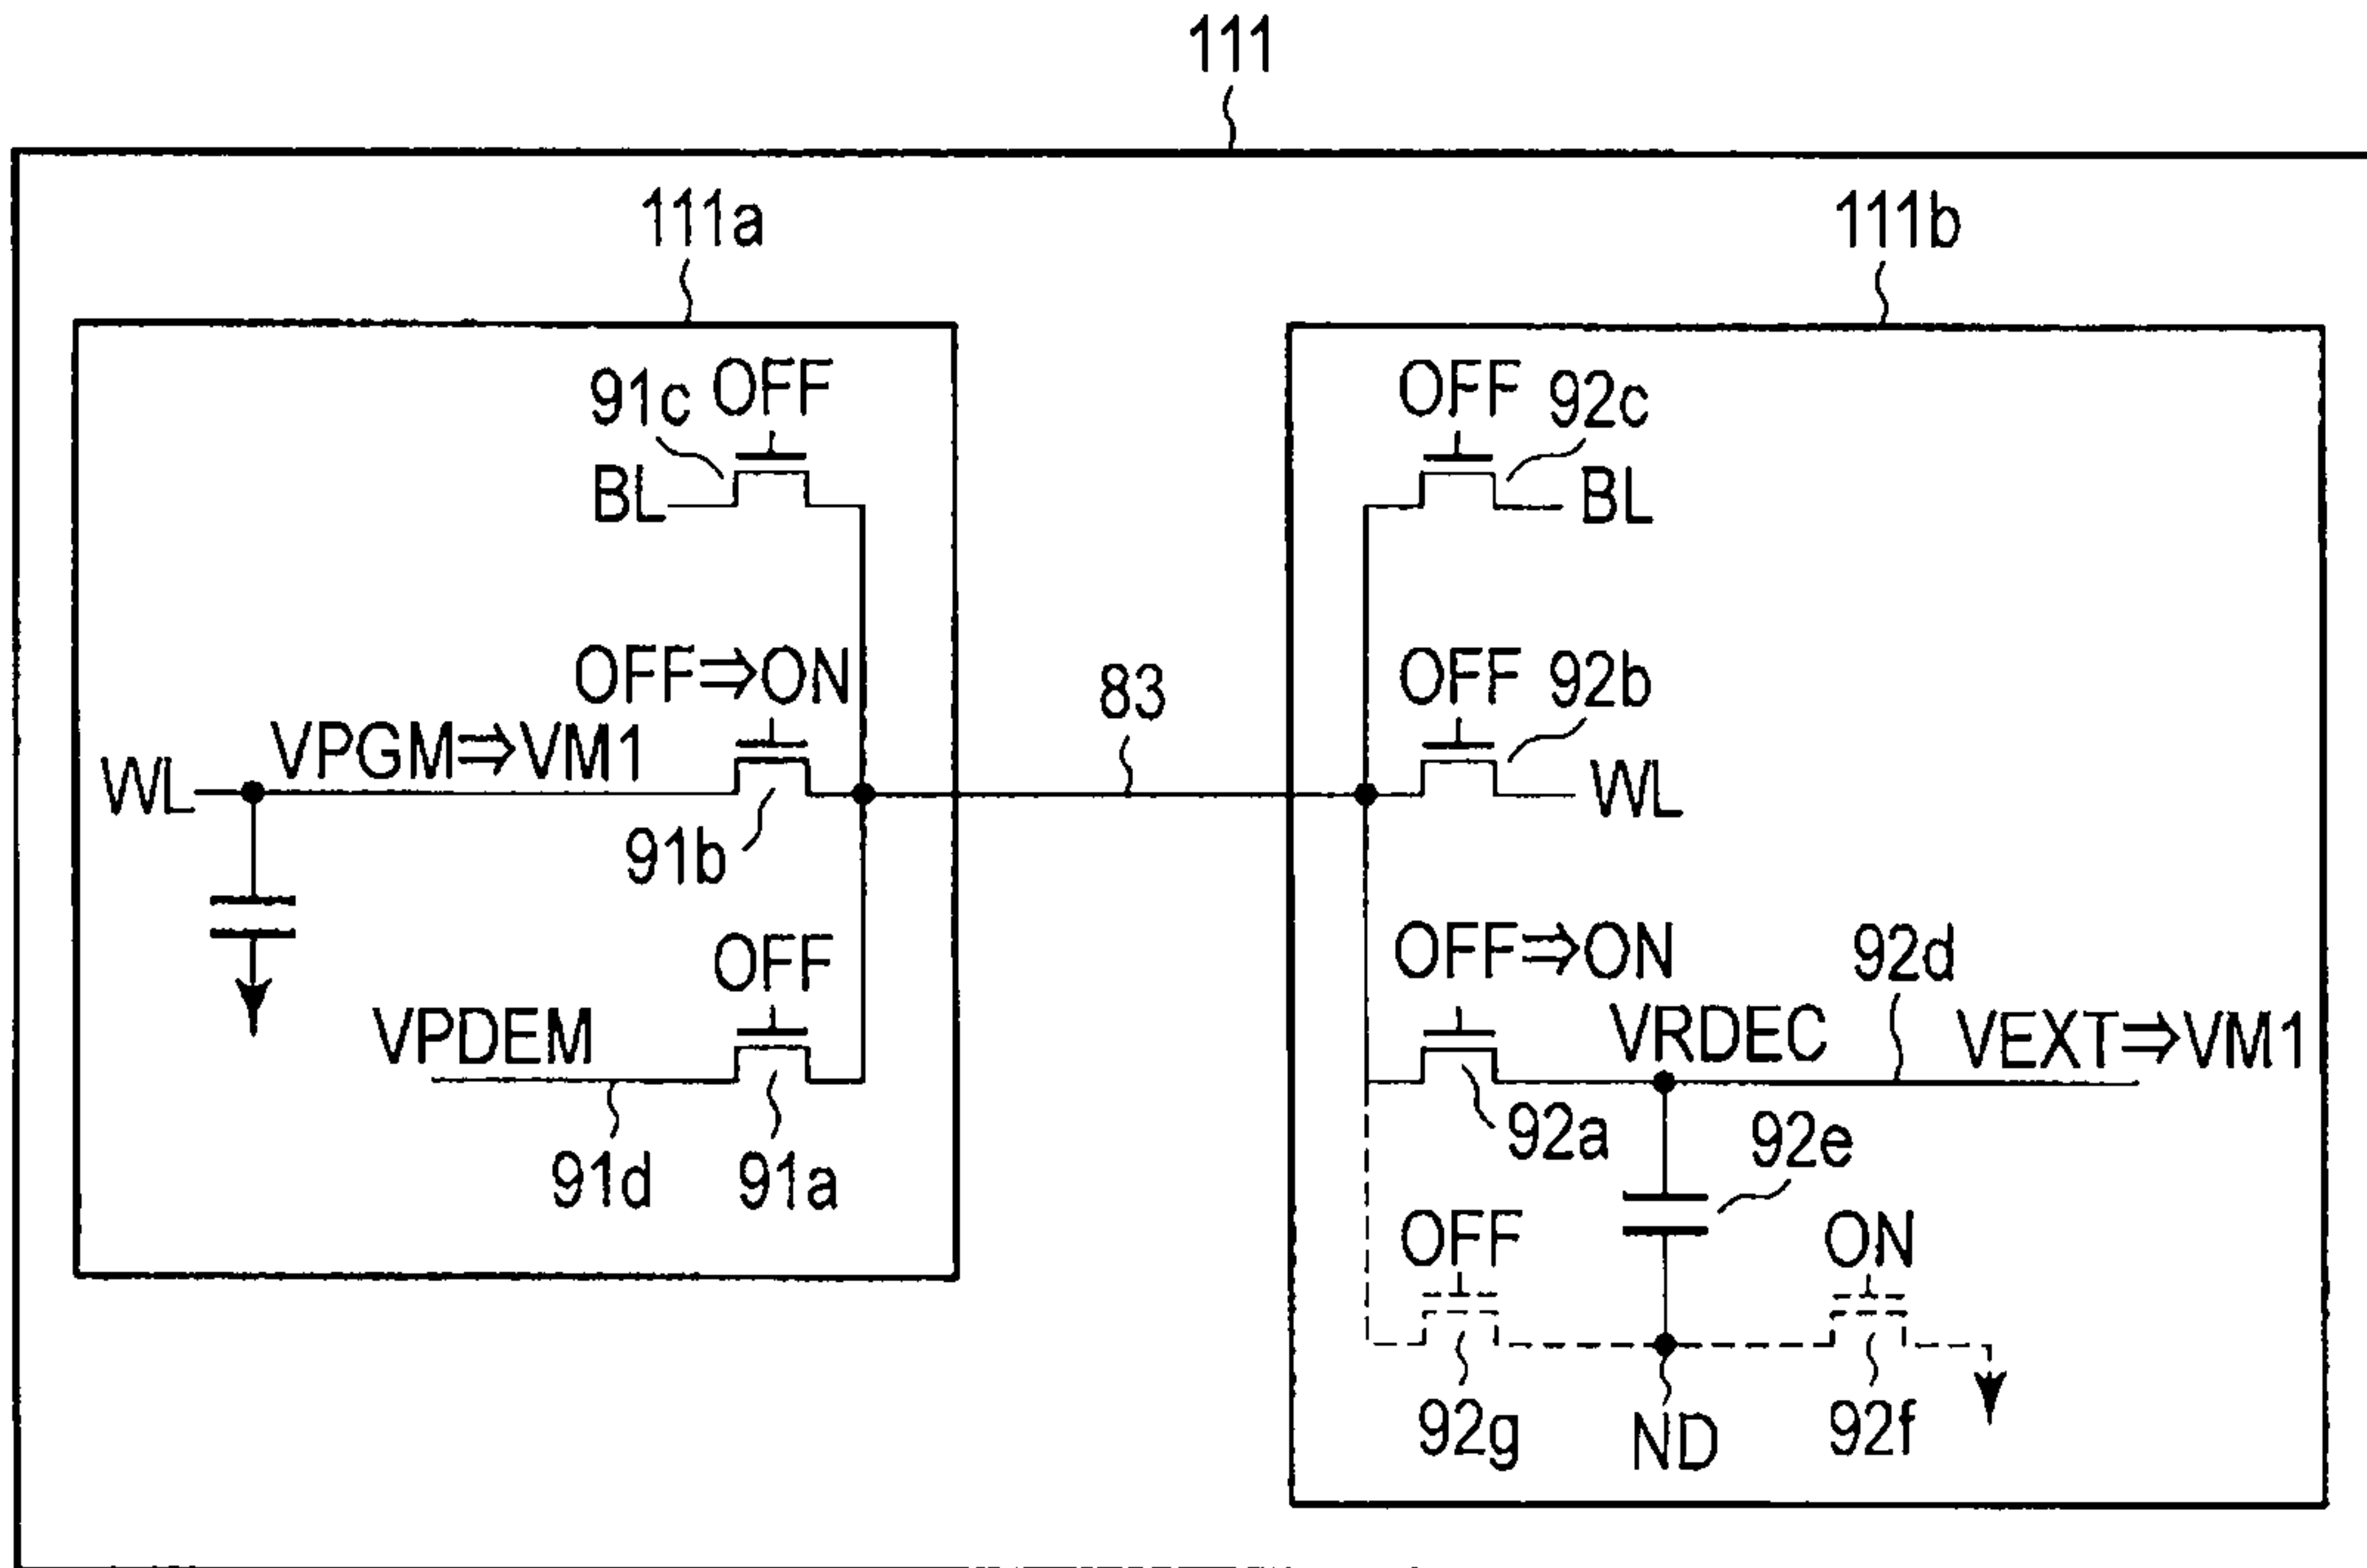 111
111a
111b
91c OFF
BL
OFF 92c
BL
OFF⇒ON
VPGM⇒VM1
WL
91b
83
OFF 92b
WL
OFF
VPDEM
91d
91a
OFF⇒ON
92d
VRDEC
VEXT⇒VM1
92a
92e
OFF
ON
92g
ND
92f